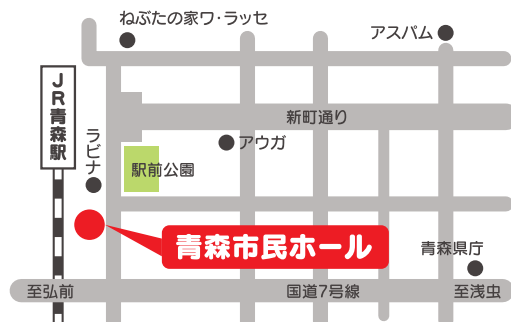 ねぶたの家ワ・ラッセ
アスパム
JR青森駅
新町通り
ラビナ
アウガ
駅前公園
青森市民ホール
青森県庁
至弘前
国道7号線
至浅虫